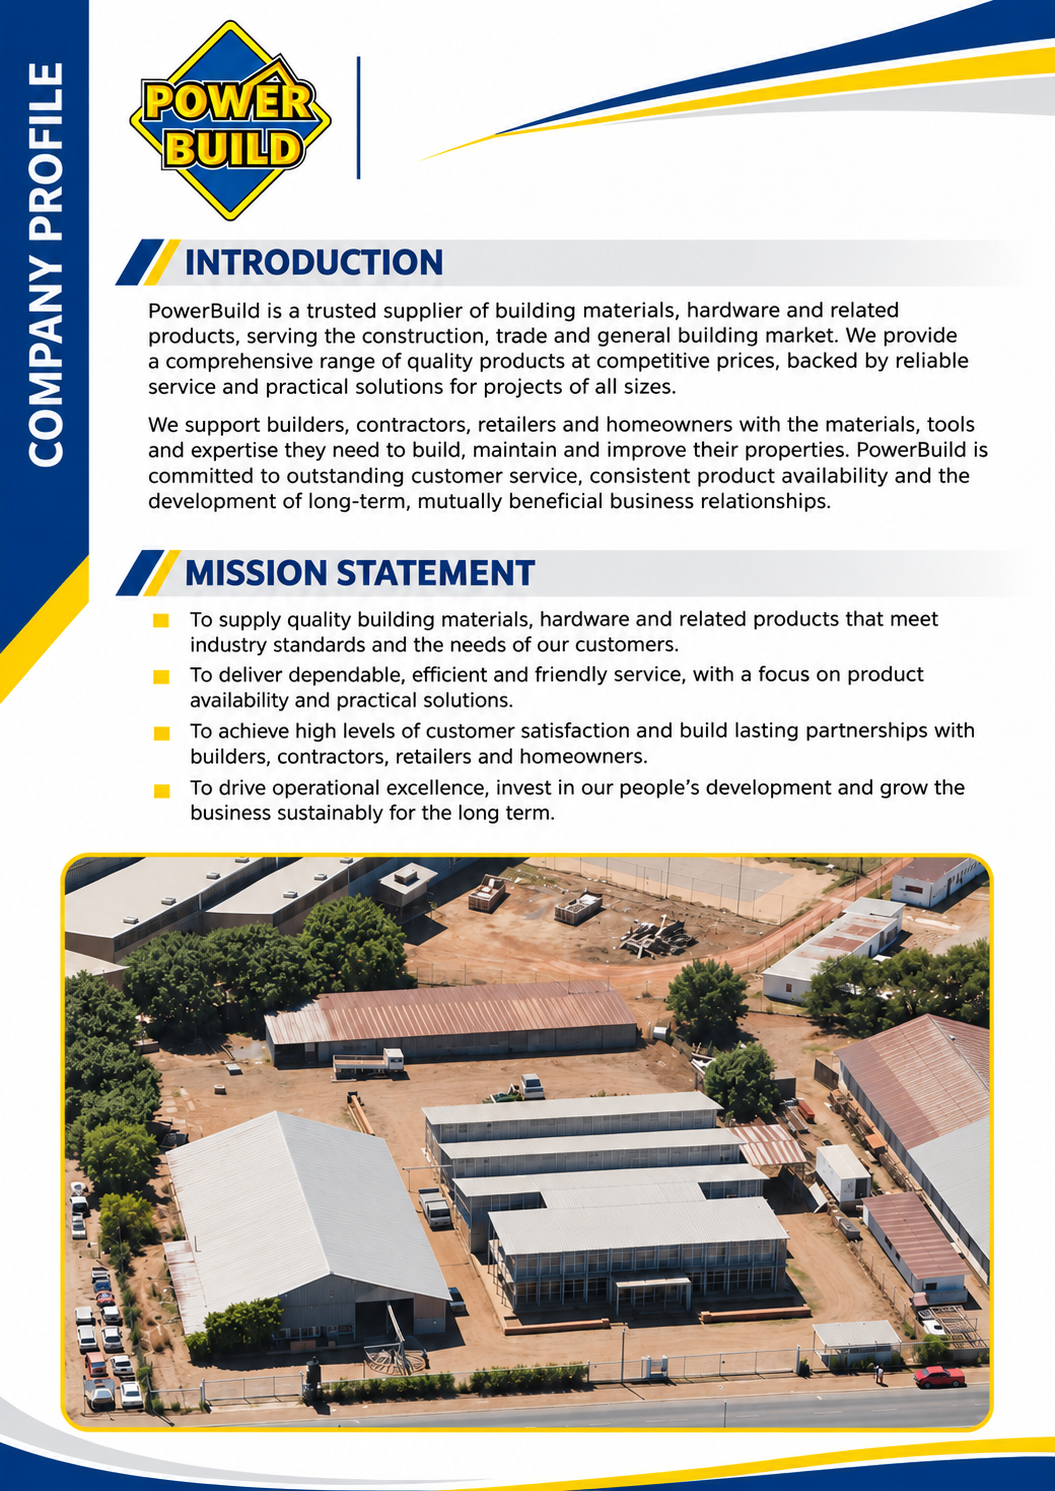 COMPANY PROFILE
POWER
BUILD
INTRODUCTION
PowerBuild is a trusted supplier of building materials, hardware and related
products, serving the construction, trade and general building market. We provide
a comprehensive range of quality products at competitive prices, backed by reliable
service and practical solutions for projects of all sizes.
We support builders, contractors, retailers and homeowners with the materials, tools
and expertise they need to build, maintain and improve their properties. PowerBuild is
committed to outstanding customer service, consistent product availability and the
development of long-term, mutually beneficial business relationships.
MISSION STATEMENT
To supply quality building materials, hardware and related products that meet
industry standards and the needs of our customers.
To deliver dependable, efficient and friendly service, with a focus on product
availability and practical solutions.
To achieve high levels of customer satisfaction and build lasting partnerships with
builders, contractors, retailers and homeowners.
To drive operational excellence, invest in our people’s development and grow the
business sustainably for the long term.